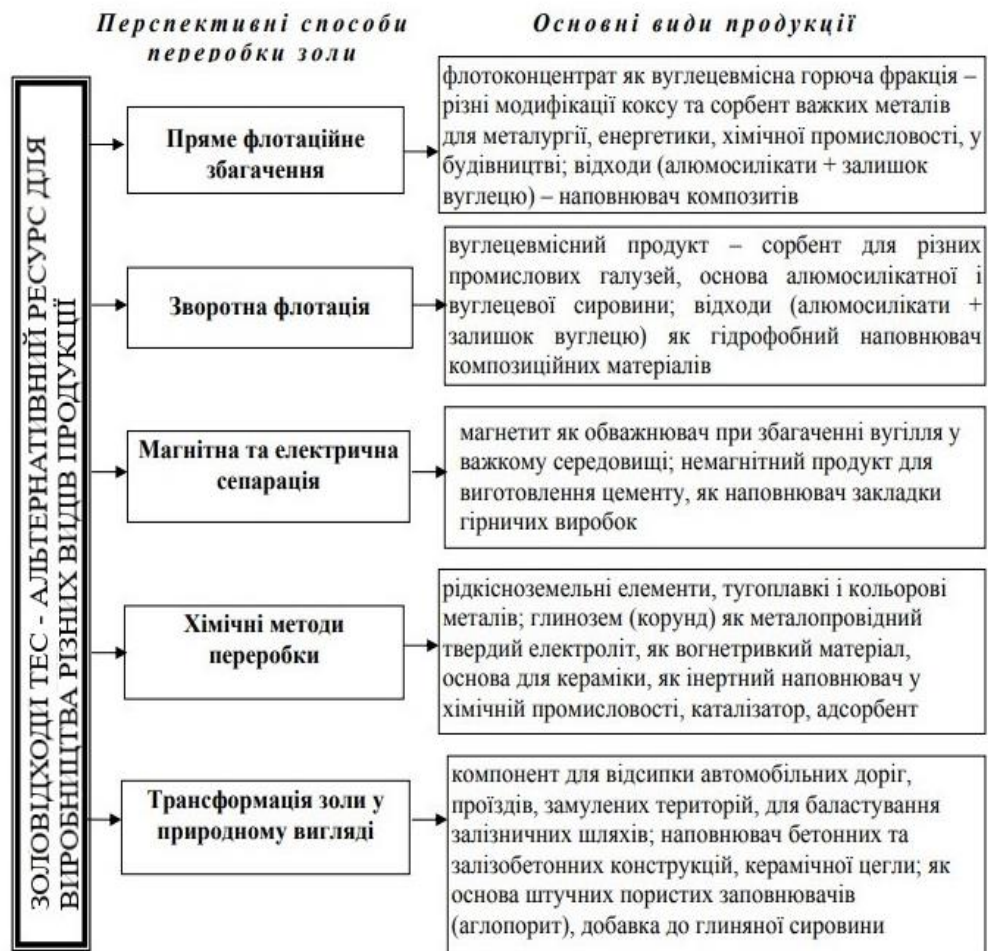 Перспективні способи
переробки золи
Основні види продукції
ЗОЛОВІДХОДИ ТЕС - АЛЬТЕРНАТИВНИЙ РЕСУРС ДЛЯ
ВИРОБНИЦТВА РІЗНИХ ВИДІВ ПРОДУКЦІЇ
Пряме флотаційне
збагачення
флотоконцентрат як вуглецевмісна горюча фракція –
різні модифікації коксу та сорбент важких металів
для металургії, енергетики, хімічної промисловості, у
будівництві; відходи (алюмосилікати + залишок
вуглецю) – наповнювач композитів
Зворотна флотація
вуглецевмісний продукт – сорбент для різних
промислових галузей, основа алюмосилікатної і
вуглецевої сировини; відходи (алюмосилікати +
залишок вуглецю) як гідрофобний наповнювач
композиційних матеріалів
Магнітна та електрична
сепарація
магнетит як обважнювач при збагаченні вугілля у
важкому середовищі; немагнітний продукт для
виготовлення цементу, як наповнювач закладки
гірничих виробок
Хімічні методи
переробки
рідкісноземельні елементи, тугоплавкі і кольорові
металів; глинозем (корунд) як металопровідний
твердий електроліт, як вогнетривкий матеріал,
основа для кераміки, як інертний наповнювач у
хімічній промисловості, каталізатор, адсорбент
Трансформація золи у
природному вигляді
компонент для відсипки автомобільних доріг,
проїздів, замулених територій, для баластування
залізничних шляхів; наповнювач бетонних та
залізобетонних конструкцій, керамічної цегли; як
основа штучних пористих заповнювачів
(аглопорит), добавка до глиняної сировини